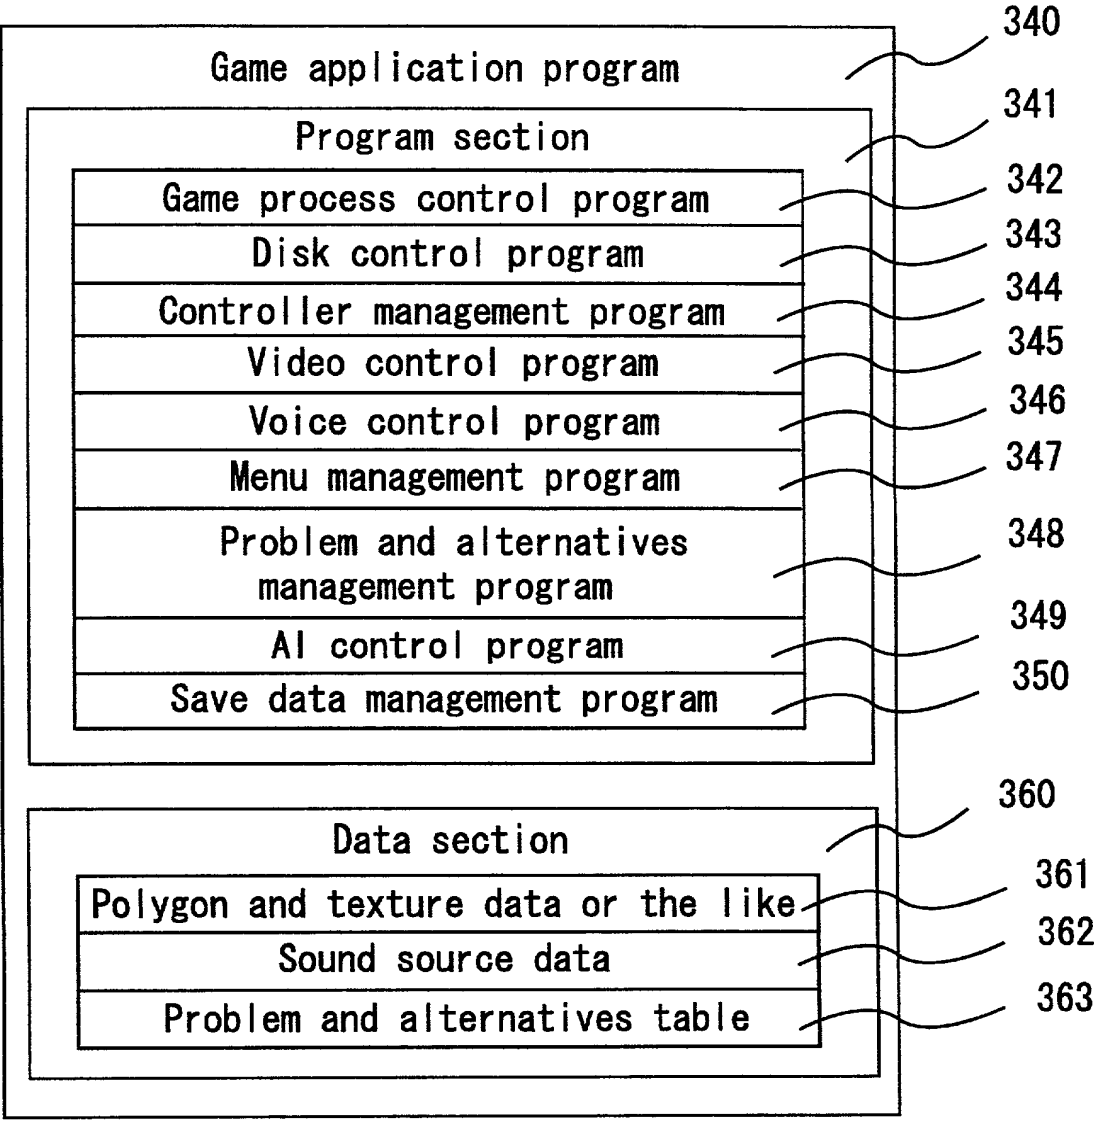 Game application program 340
Program section 341
Game process control program 342
Disk control program 343
Controller management program 344
Video control program 345
Voice control program 346
Menu management program 347
Problem and alternatives
management program 348
AI control program 349
Save data management program 350
Data section 360
Polygon and texture data or the like 361
Sound source data 362
Problem and alternatives table 363